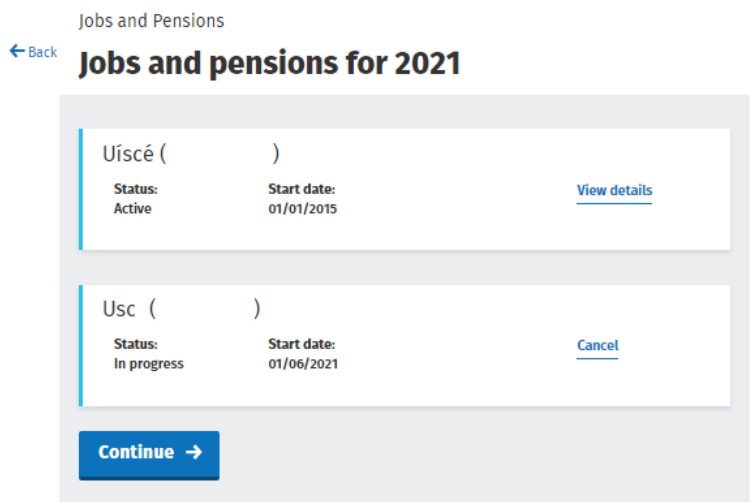 Jobs and Pensions
← Back
Jobs and pensions for 2021
Uíscé ( )
Status: Start date:
Active 01/01/2015
View details
Usc ( )
Status: Start date:
In progress 01/06/2021
Cancel
Continue →